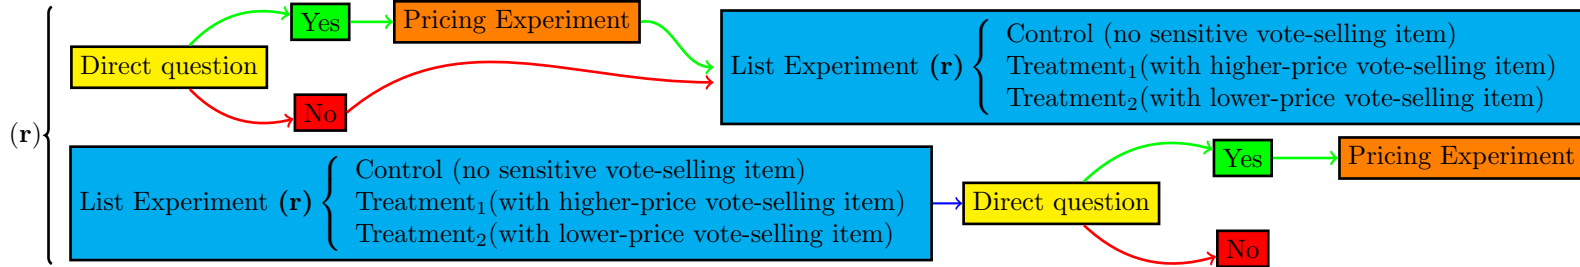 (r)
Direct question
Yes
Pricing Experiment
No
List Experiment (r)
Control (no sensitive vote-selling item)
Treatment₁(with higher-price vote-selling item)
Treatment₂(with lower-price vote-selling item)
List Experiment (r)
Control (no sensitive vote-selling item)
Treatment₁(with higher-price vote-selling item)
Treatment₂(with lower-price vote-selling item)
Direct question
Yes
Pricing Experiment
No